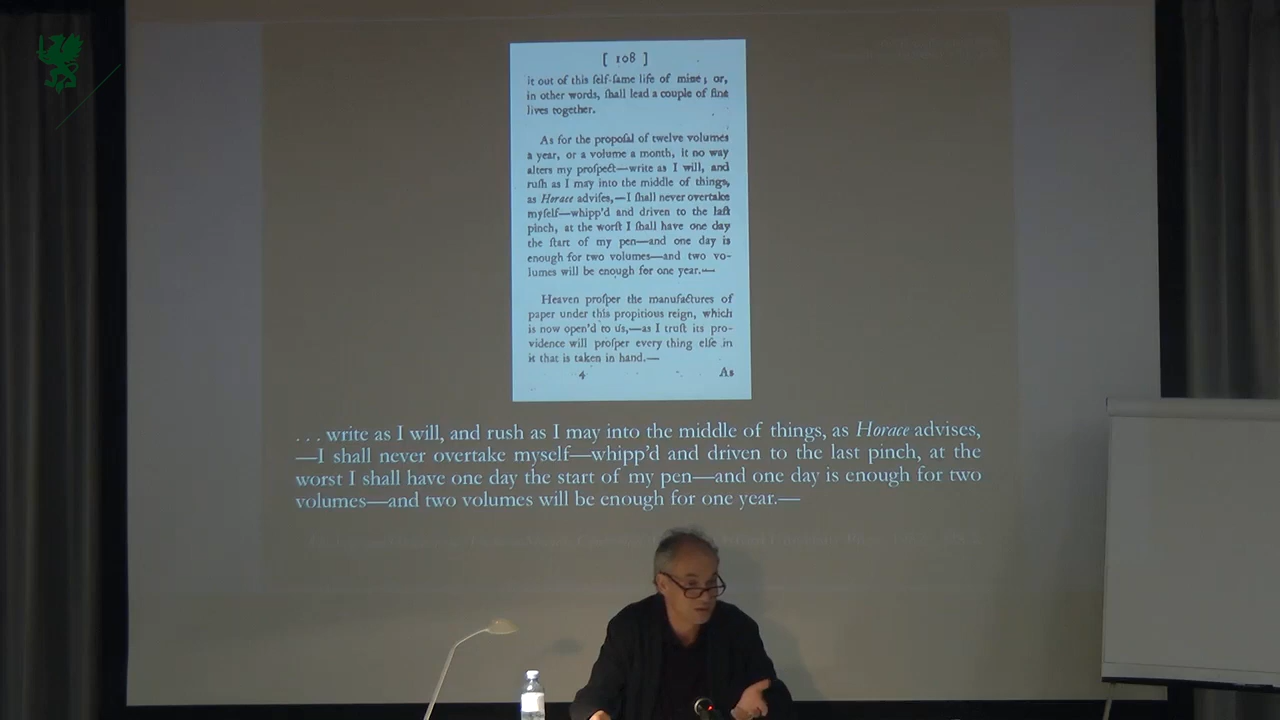 [ 108 ]
it out of this ſelf-ſame life of mine; or,
in other words, ſhall lead a couple of fine
lives together.
As for the propoſal of twelve volumes
a year, or a volume a month, it no way
alters my proſpect—write as I will, and
ruſh as I may into the middle of things,
as Horace adviſes,—I ſhall never overtake
myſelf—whipp'd and driven to the laſt
pinch, at the worſt I ſhall have one day
the ſtart of my pen—and one day is
enough for two volumes—and two vo-
lumes will be enough for one year.—
Heaven proſper the manufactures of
paper under this propitious reign, which
is now open'd to us,—as I truſt its pro-
vidence will proſper every thing elſe in
it that is taken in hand.—
4 As
. . . write as I will, and rush as I may into the middle of things, as Horace advises,
—I shall never overtake myself—whipp'd and driven to the last pinch, at the
worst I shall have one day the start of my pen—and one day is enough for two
volumes—and two volumes will be enough for one year.—